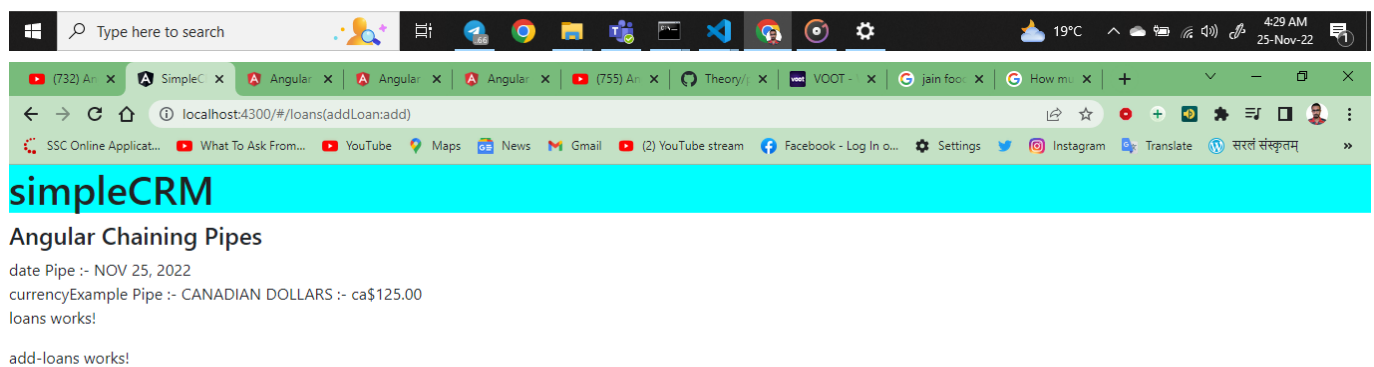 Type here to search
66
19°C
4:29 AM
25-Nov-22
1
(732) An
SimpleC
Angular
Angular
Angular
(755) An
Theory/
VOOT -
jain food
How mu
localhost:4300/#/loans(addLoan:add)
SSC Online Applicat...
What To Ask From...
YouTube
Maps
News
Gmail
(2) YouTube stream
Facebook - Log In o...
Settings
Instagram
Translate
सरलं संस्कृतम्
simpleCRM
Angular Chaining Pipes
date Pipe :- NOV 25, 2022
currencyExample Pipe :- CANADIAN DOLLARS :- ca$125.00
loans works!
add-loans works!